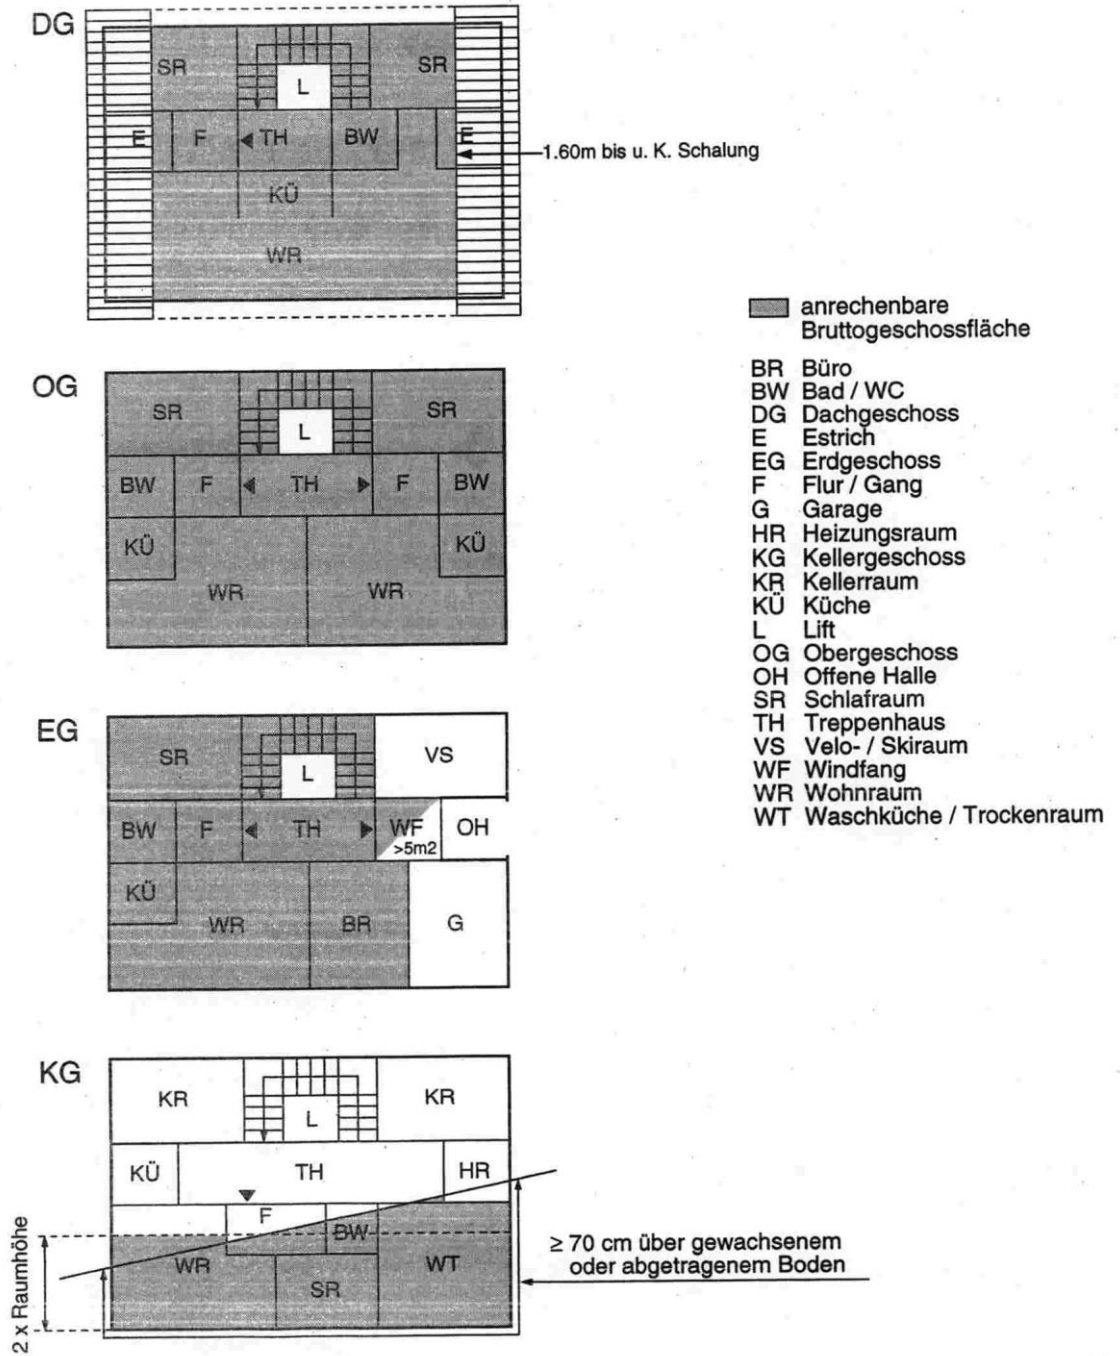 DG
SR
SR
L
E F TH BW E
1.60m bis u. K. Schalung
KÜ
WR
anrechenbare
Bruttogeschossfläche
BR Büro
BW Bad / WC
DG Dachgeschoss
E Estrich
EG Erdgeschoss
F Flur / Gang
G Garage
HR Heizungsraum
KG Kellergeschoss
KR Kellerraum
KÜ Küche
L Lift
OG Obergeschoss
OH Offene Halle
SR Schlafraum
TH Treppenhaus
VS Velo- / Skiraum
WF Windfang
WR Wohnraum
WT Waschküche / Trockenraum
OG
SR SR
L
BW F TH F BW
KÜ KÜ
WR WR
EG
SR VS
L
BW F TH WF OH
>5m2
KÜ
WR BR G
KG
KR KR
L
KÜ TH HR
F
BW
WR WT
SR
2 x Raumhöhe
≥ 70 cm über gewachsenem
oder abgetragenem Boden